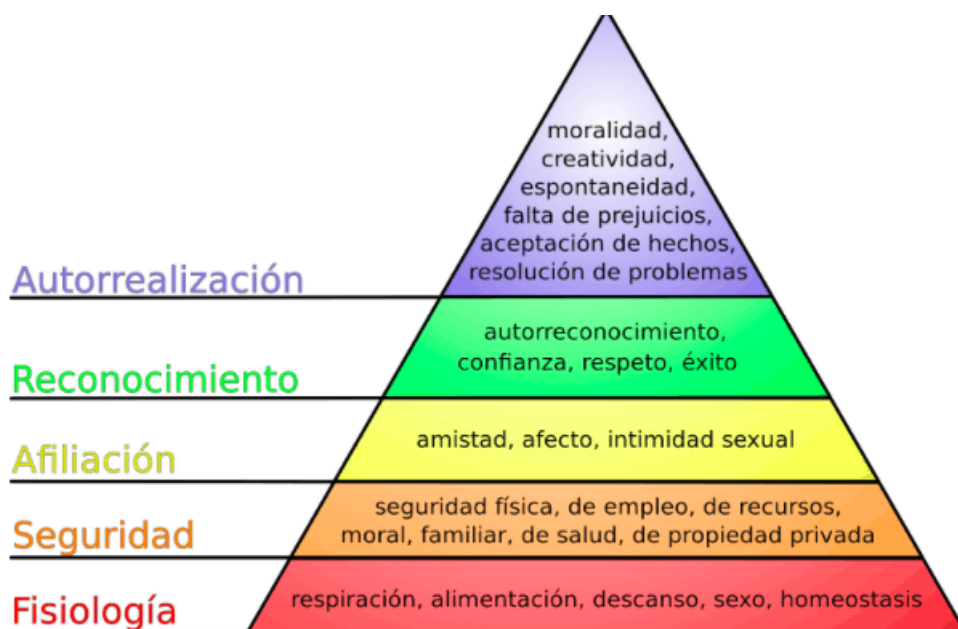 moralidad,
creatividad,
espontaneidad,
falta de prejuicios,
aceptación de hechos,
resolución de problemas
Autorrealización
autorreconocimiento,
confianza, respeto, éxito
Reconocimiento
amistad, afecto, intimidad sexual
Afiliación
seguridad física, de empleo, de recursos,
moral, familiar, de salud, de propiedad privada
Seguridad
respiración, alimentación, descanso, sexo, homeostasis
Fisiología